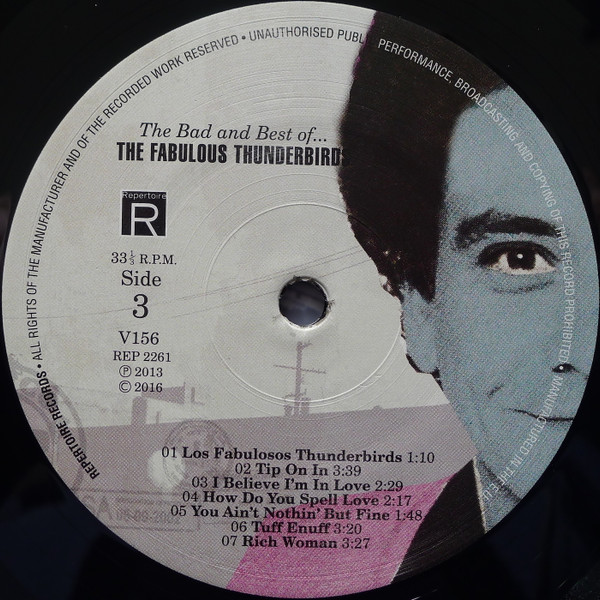 REPERTOIRE RECORDS • ALL RIGHTS OF THE MANUFACTURER AND OF THE RECORDED WORK RESERVED • UNAUTHORISED PUBL PERFORMANCE, BROADCASTING AND COPYING OF THIS RECORD PROHIBITED • MANUFACTURED IN THE
The Bad and Best of...
THE FABULOUS THUNDERBIRDS
Repertoire
R
33 1/3 R.P.M.
Side
3
V156
REP 2261
℗ 2013
© 2016
01 Los Fabulosos Thunderbirds 1:10
02 Tip On In 3:39
03 I Believe I'm In Love 2:29
04 How Do You Spell Love 2:17
05 You Ain't Nothin' But Fine 1:48
06 Tuff Enuff 3:20
07 Rich Woman 3:27